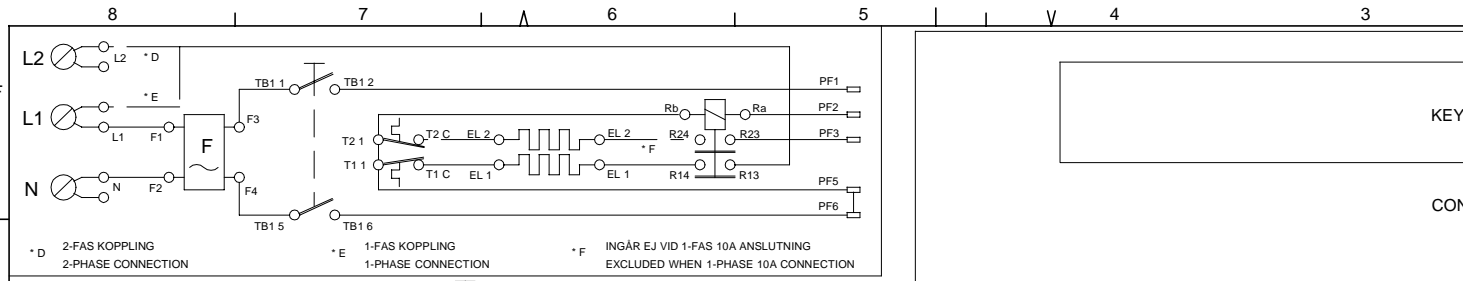 8 7 6 5 4 3
L2 L2 * D
TB1 1 TB1 2 PF1
* E
Rb Ra PF2
L1 L1 F1 F3
F
T2 1 T2 C EL 2 EL 2 * F R24 R23 PF3
T1 1 T1 C EL 1 EL 1 R14 R13
N N F2 F4
PF5
PF6
TB1 5 TB1 6
* D 2-FAS KOPPLING
2-PHASE CONNECTION
* E 1-FAS KOPPLING
1-PHASE CONNECTION
* F INGÅR EJ VID 1-FAS 10A ANSLUTNING
EXCLUDED WHEN 1-PHASE 10A CONNECTION
KEY
CON